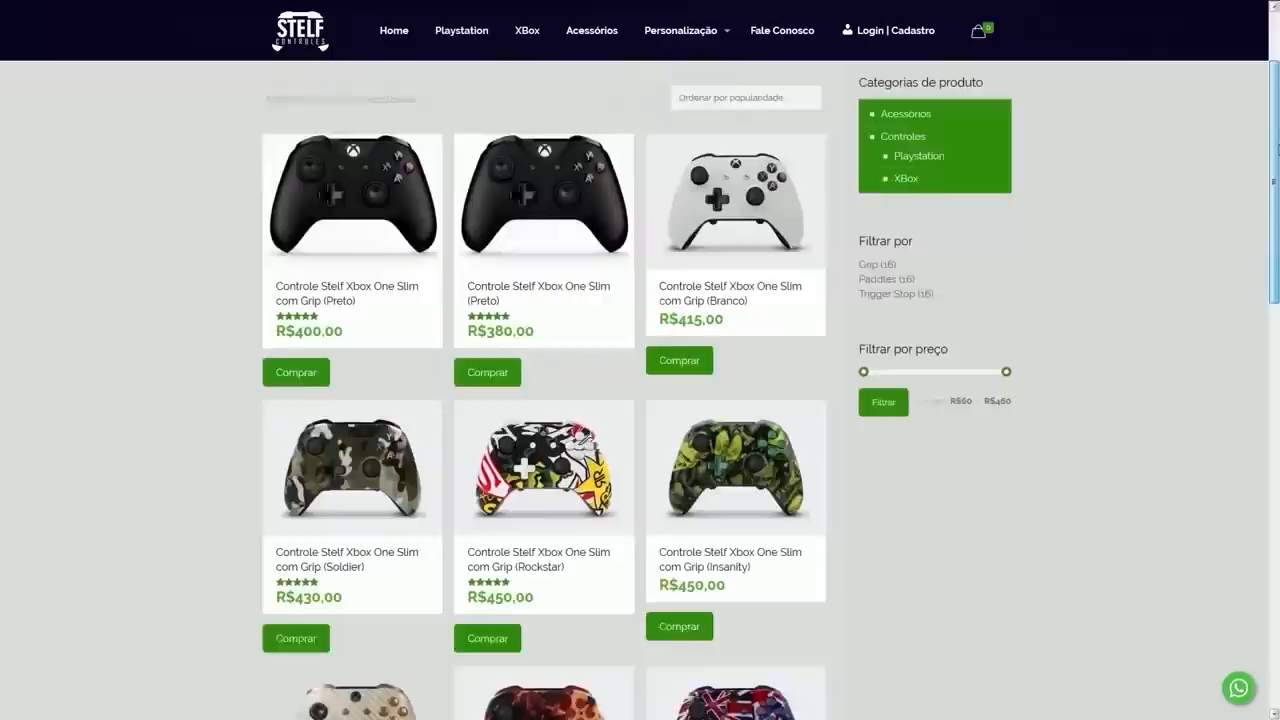 STELF
CONTROLES
Home
Playstation
XBox
Acessórios
Personalização
Fale Conosco
Login | Cadastro
0
Ordenar por popularidade
Controle Stelf Xbox One Slim
com Grip (Preto)
R$400,00
Comprar
Controle Stelf Xbox One Slim
(Preto)
R$380,00
Comprar
Controle Stelf Xbox One Slim
com Grip (Branco)
R$415,00
Comprar
Controle Stelf Xbox One Slim
com Grip (Soldier)
R$430,00
Comprar
Controle Stelf Xbox One Slim
com Grip (Rockstar)
R$450,00
Comprar
Controle Stelf Xbox One Slim
com Grip (Insanity)
R$450,00
Comprar
Categorias de produto
Acessórios
Controles
Playstation
XBox
Filtrar por
Grip (16)
Paddles (16)
Trigger Stop (16)
Filtrar por preço
Filtrar
R$60
R$460